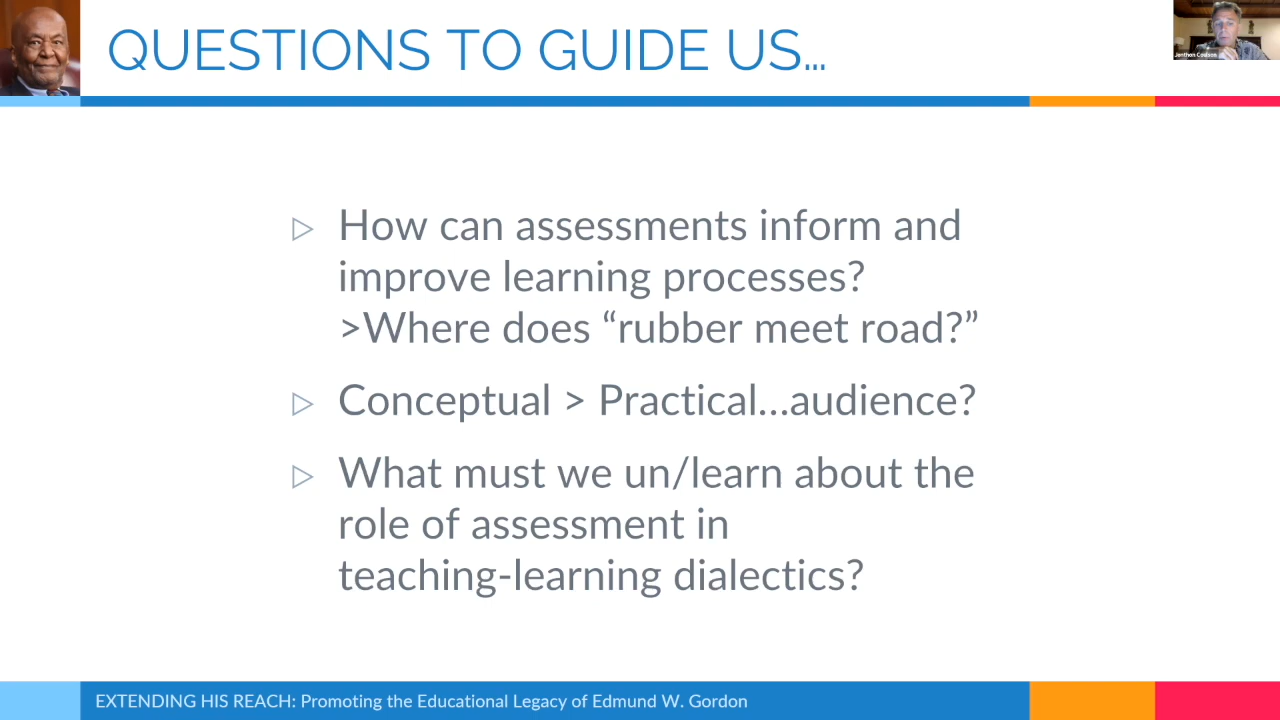 QUESTIONS TO GUIDE US...
Jonthon Coulson
How can assessments inform and
improve learning processes?
>Where does “rubber meet road?”
Conceptual > Practical...audience?
What must we un/learn about the
role of assessment in
teaching-learning dialectics?
EXTENDING HIS REACH: Promoting the Educational Legacy of Edmund W. Gordon